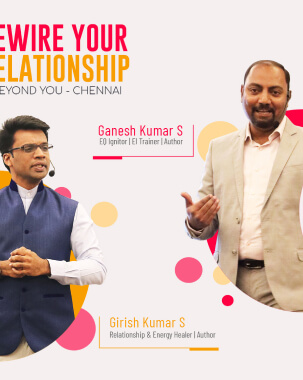 EWIRE YOUR
ELATIONSHIP
EYOND YOU - CHENNAI
Ganesh Kumar S
EQ Ignitor | EI Trainer | Author
Girish Kumar S
Relationship & Energy Healer | Author